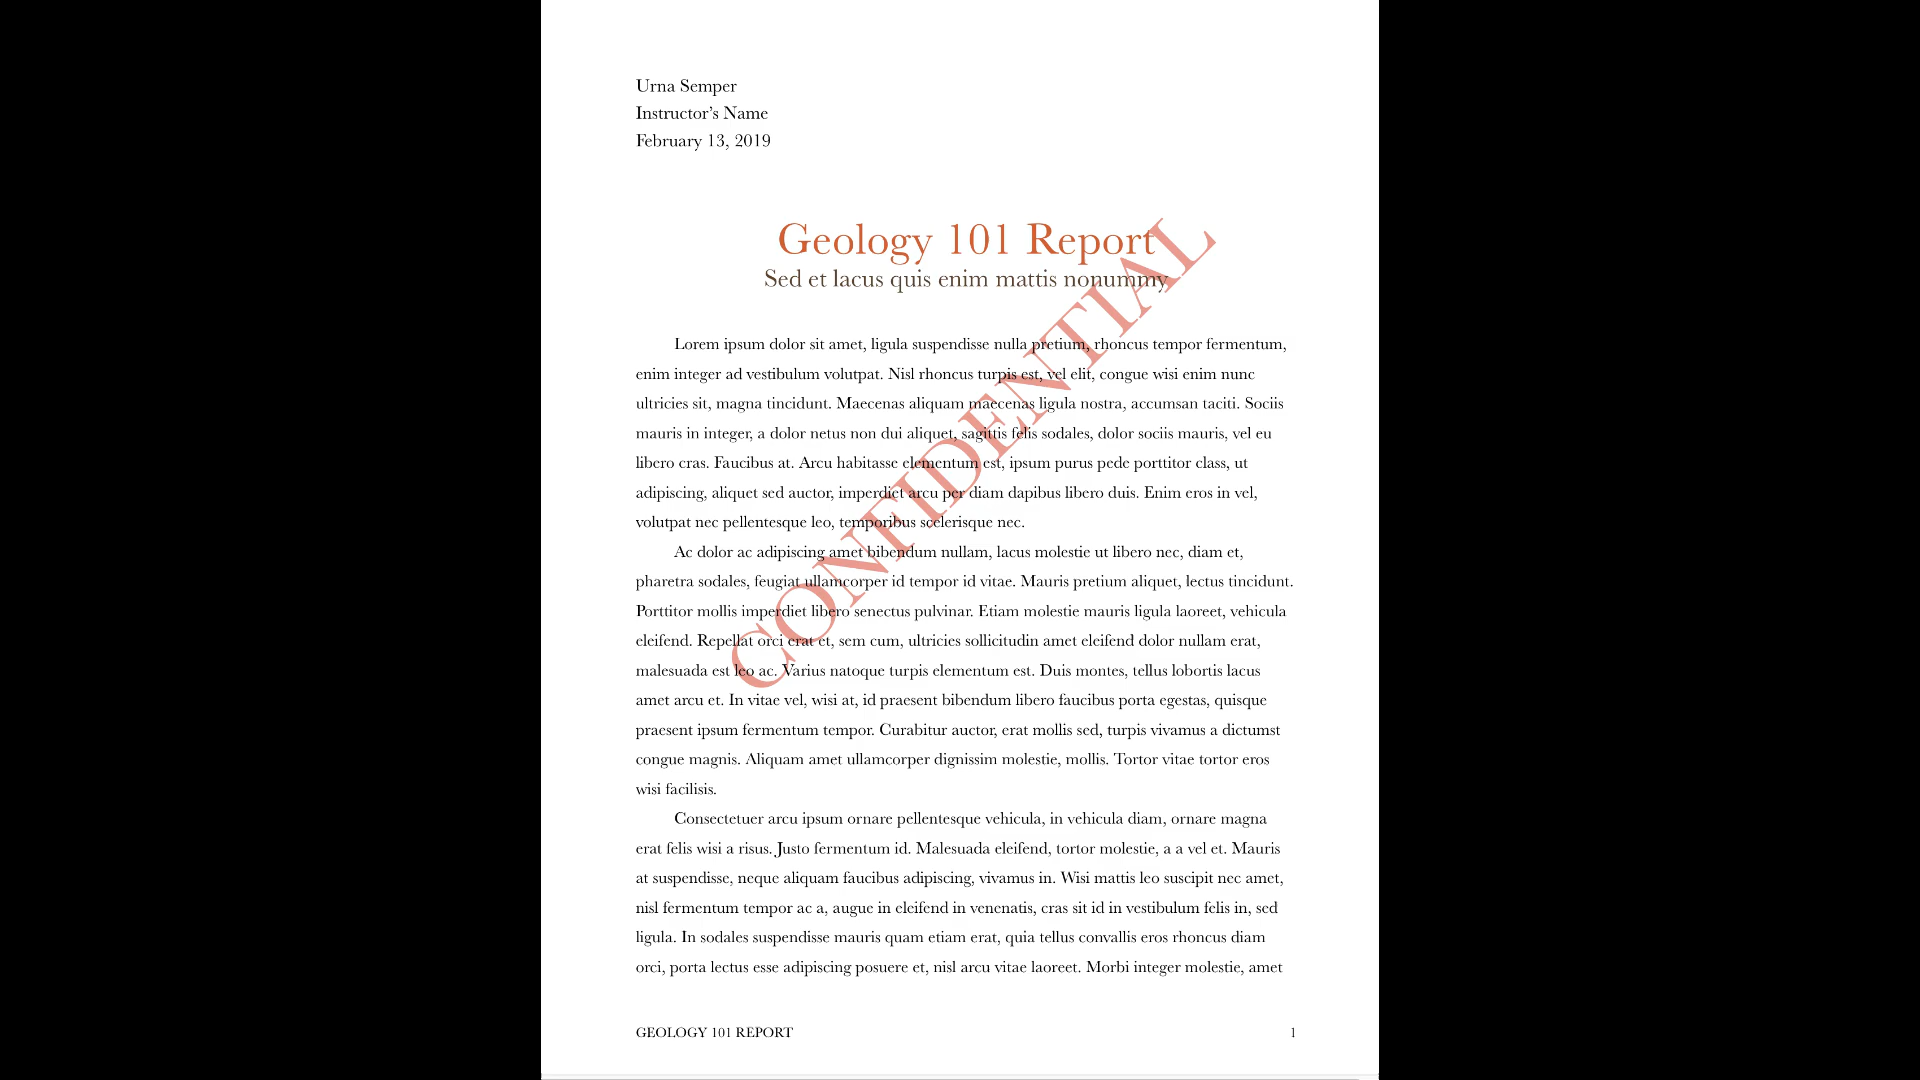 Urna Semper
Instructor’s Name
February 13, 2019
Geology 101 Report
Sed et lacus quis enim mattis nonummy
CONFIDENTIAL
Lorem ipsum dolor sit amet, ligula suspendisse nulla pretium, rhoncus tempor fermentum,
enim integer ad vestibulum volutpat. Nisl rhoncus turpis est, vel elit, congue wisi enim nunc
ultricies sit, magna tincidunt. Maecenas aliquam maecenas ligula nostra, accumsan taciti. Sociis
mauris in integer, a dolor netus non dui aliquet, sagittis felis sodales, dolor sociis mauris, vel eu
libero cras. Faucibus at. Arcu habitasse elementum est, ipsum purus pede porttitor class, ut
adipiscing, aliquet sed auctor, imperdiet arcu per diam dapibus libero duis. Enim eros in vel,
volutpat nec pellentesque leo, temporibus scelerisque nec.
Ac dolor ac adipiscing amet bibendum nullam, lacus molestie ut libero nec, diam et,
pharetra sodales, feugiat ullamcorper id tempor id vitae. Mauris pretium aliquet, lectus tincidunt.
Porttitor mollis imperdiet libero senectus pulvinar. Etiam molestie mauris ligula laoreet, vehicula
eleifend. Repellat orci erat et, sem cum, ultricies sollicitudin amet eleifend dolor nullam erat,
malesuada est leo ac. Varius natoque turpis elementum est. Duis montes, tellus lobortis lacus
amet arcu et. In vitae vel, wisi at, id praesent bibendum libero faucibus porta egestas, quisque
praesent ipsum fermentum tempor. Curabitur auctor, erat mollis sed, turpis vivamus a dictumst
congue magnis. Aliquam amet ullamcorper dignissim molestie, mollis. Tortor vitae tortor eros
wisi facilisis.
Consectetuer arcu ipsum ornare pellentesque vehicula, in vehicula diam, ornare magna
erat felis wisi a risus. Justo fermentum id. Malesuada eleifend, tortor molestie, a a vel et. Mauris
at suspendisse, neque aliquam faucibus adipiscing, vivamus in. Wisi mattis leo suscipit nec amet,
nisl fermentum tempor ac a, augue in eleifend in venenatis, cras sit id in vestibulum felis in, sed
ligula. In sodales suspendisse mauris quam etiam erat, quia tellus convallis eros rhoncus diam
orci, porta lectus esse adipiscing posuere et, nisl arcu vitae laoreet. Morbi integer molestie, amet
GEOLOGY 101 REPORT 1